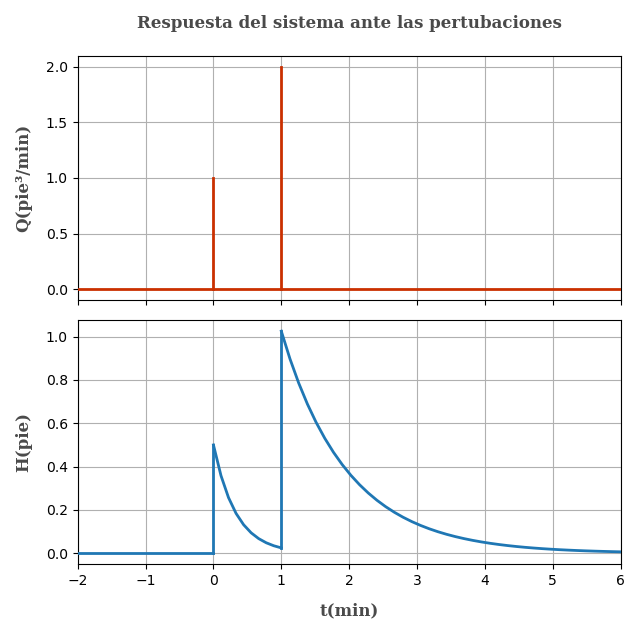 Respuesta del sistema ante las pertubaciones
Q(pie³/min)
2.0
1.5
1.0
0.5
0.0
H(pie)
1.0
0.8
0.6
0.4
0.2
0.0
−2 −1 0 1 2 3 4 5 6
t(min)